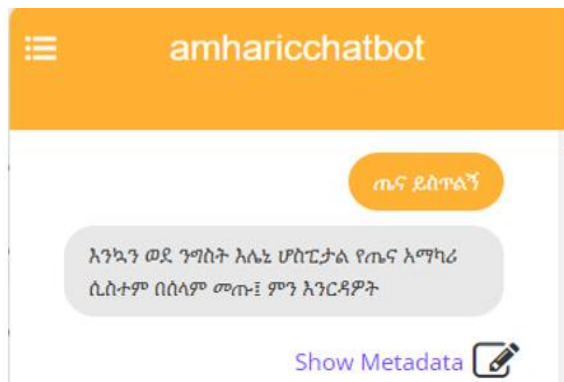 amharicchatbot
ጤና ይስጥልኝ
እንኳን ወደ ንግስት እሌኒ ሆስፒታል የጤና አማካሪ
ሲስተም በሰላም መጡ፤ ምን እንርዳዎት
Show Metadata